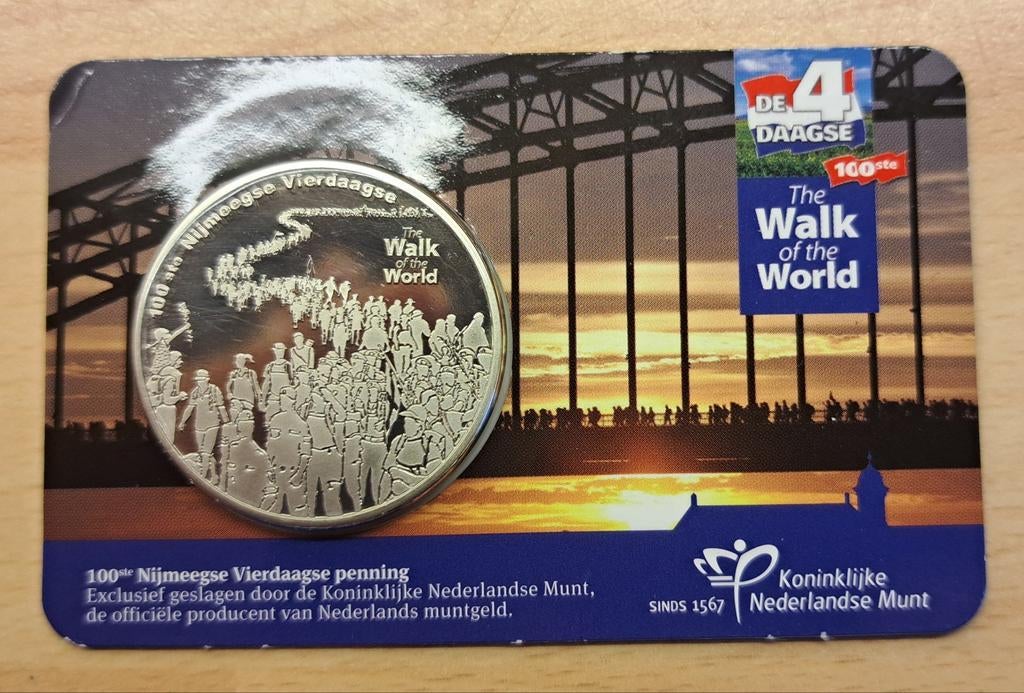 100ste Nijmeegse Vierdaagse
The
Walk
of the
World
DE 4
DAAGSE
100ste
The
Walk
of the
World
100ste Nijmeegse Vierdaagse penning
Exclusief geslagen door de Koninklijke Nederlandse Munt,
de officiële producent van Nederlands muntgeld.
SINDS 1567
Koninklijke
Nederlandse Munt